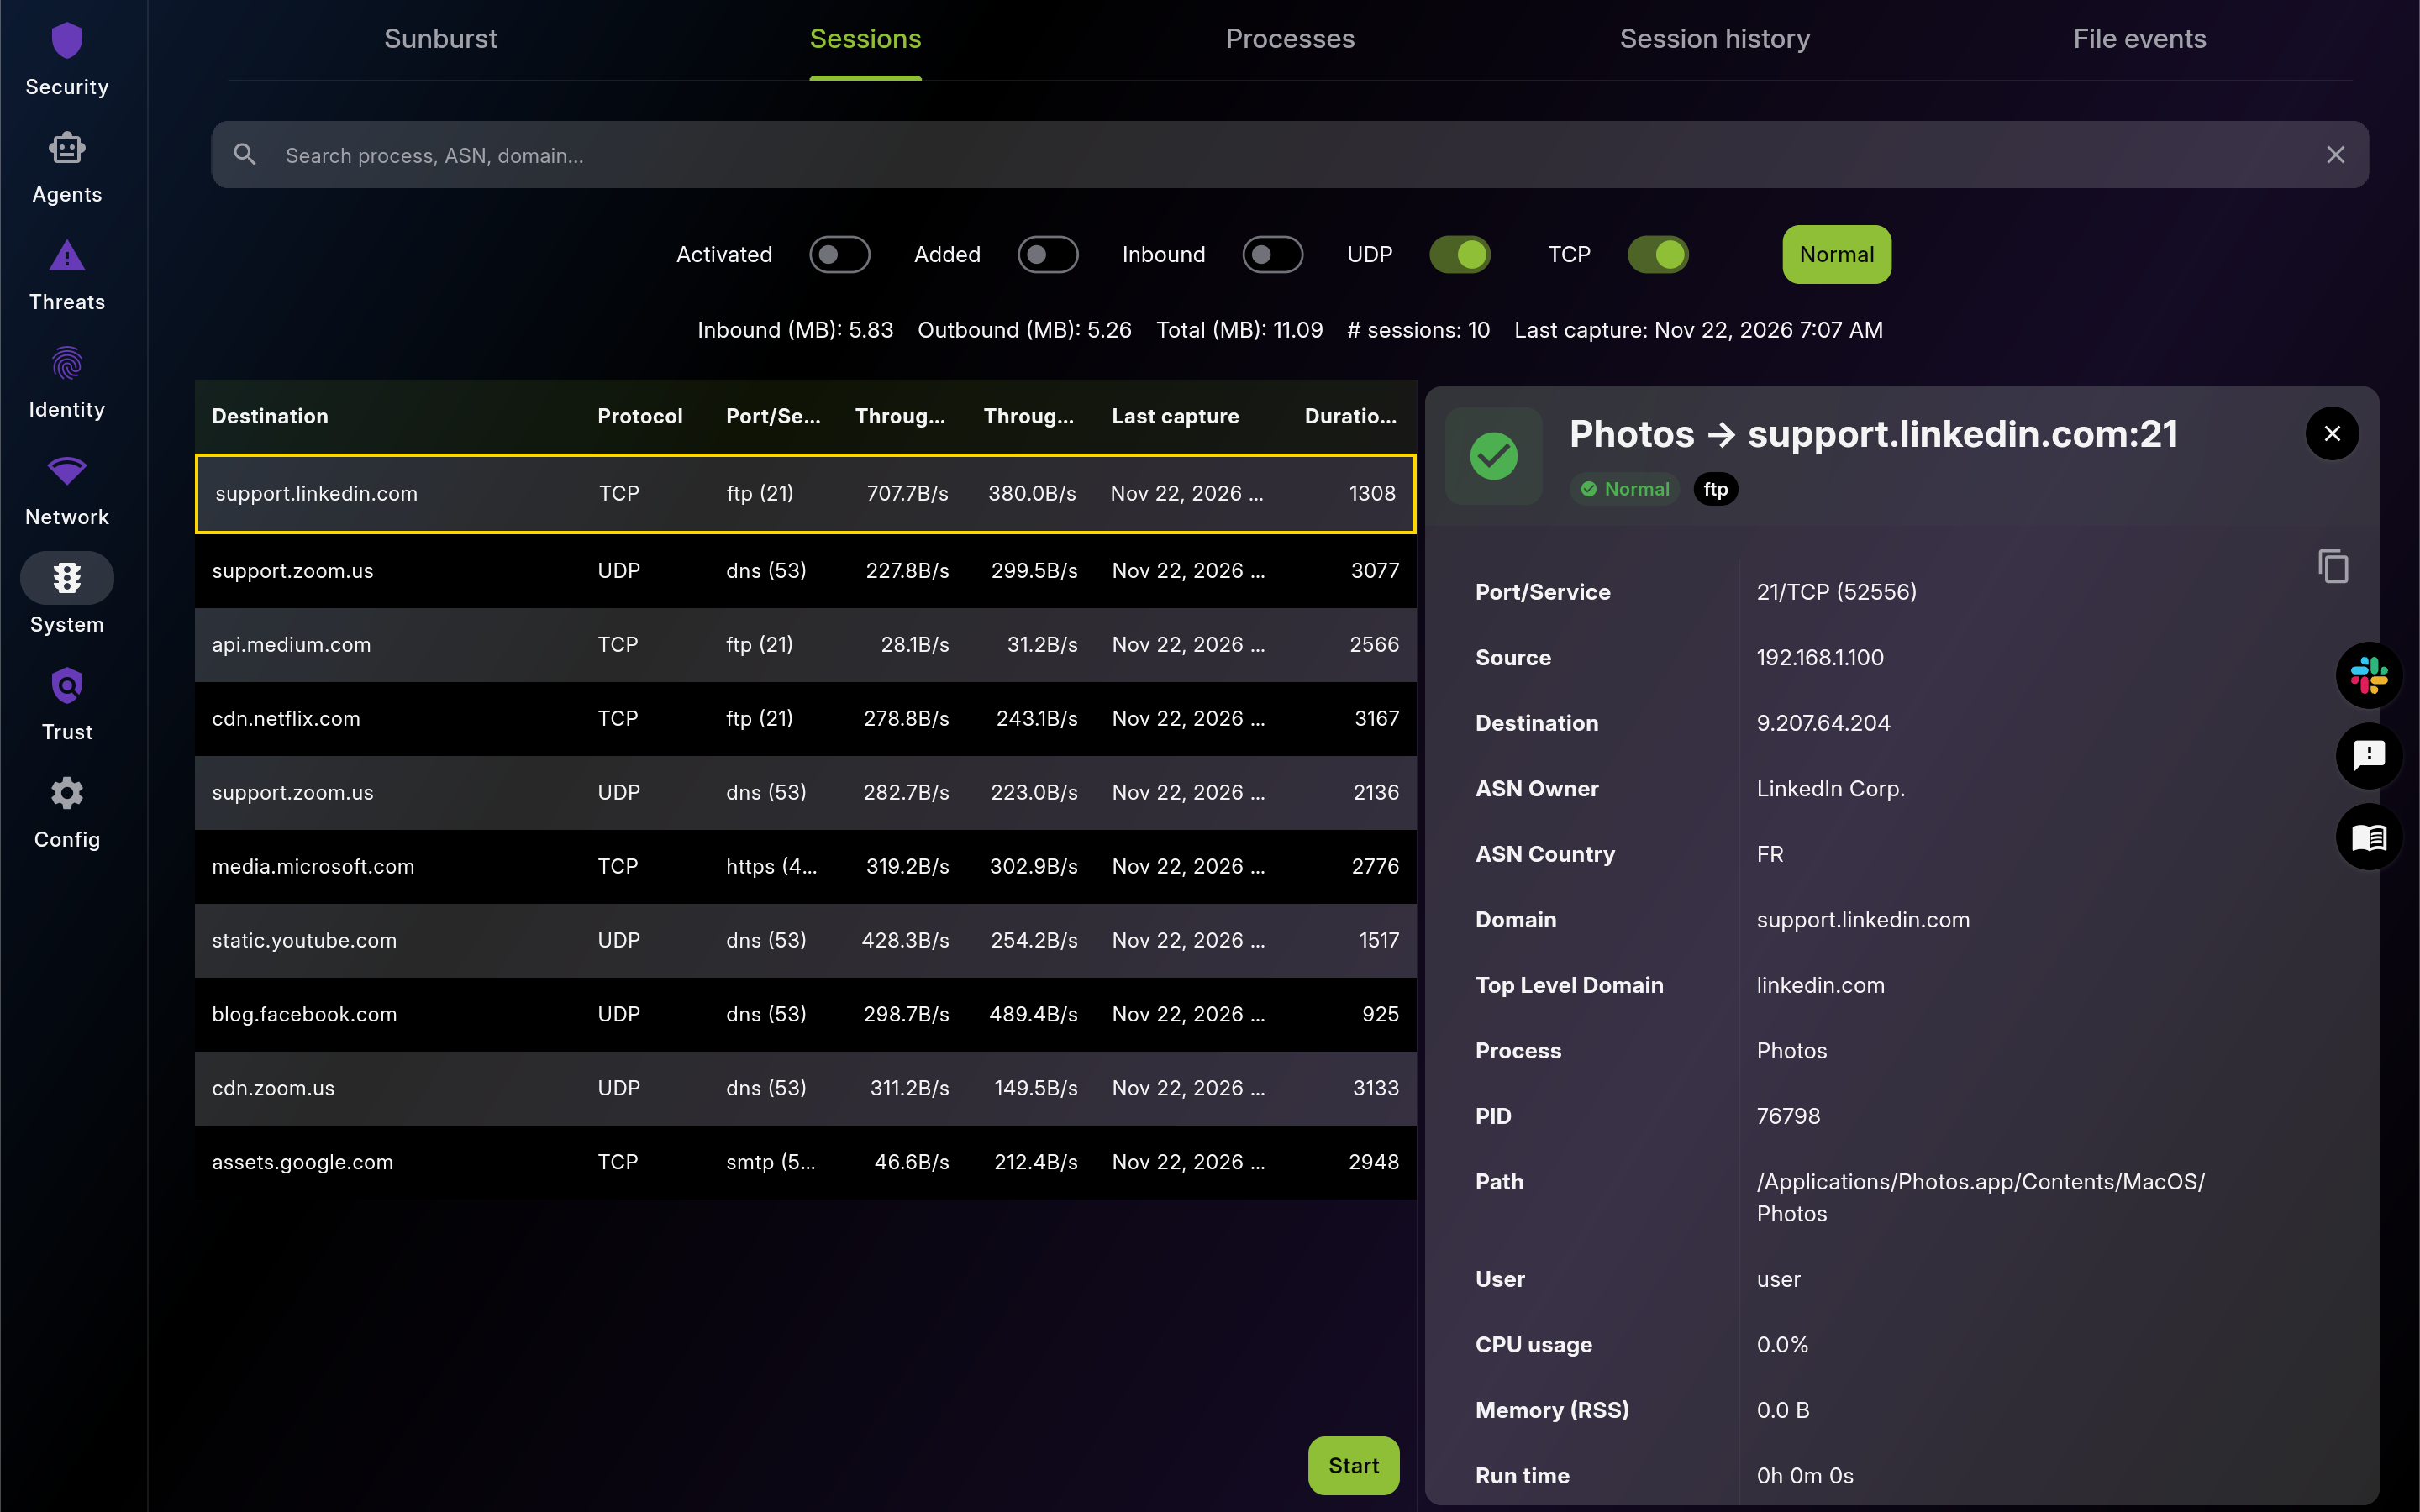 Security
Agents
Threats
Identity
Network
System
Trust
Config
Sunburst Sessions Processes Session history File events
Search process, ASN, domain...
Activated Added Inbound UDP TCP Normal
Inbound (MB): 5.83 Outbound (MB): 5.26 Total (MB): 11.09 # sessions: 10 Last capture: Nov 22, 2026 7:07 AM
Destination Protocol Port/Se... Throug... Throug... Last capture Duratio...
support.linkedin.com TCP ftp (21) 707.7B/s 380.0B/s Nov 22, 2026 ... 1308
support.zoom.us UDP dns (53) 227.8B/s 299.5B/s Nov 22, 2026 ... 3077
api.medium.com TCP ftp (21) 28.1B/s 31.2B/s Nov 22, 2026 ... 2566
cdn.netflix.com TCP ftp (21) 278.8B/s 243.1B/s Nov 22, 2026 ... 3167
support.zoom.us UDP dns (53) 282.7B/s 223.0B/s Nov 22, 2026 ... 2136
media.microsoft.com TCP https (4... 319.2B/s 302.9B/s Nov 22, 2026 ... 2776
static.youtube.com UDP dns (53) 428.3B/s 254.2B/s Nov 22, 2026 ... 1517
blog.facebook.com UDP dns (53) 298.7B/s 489.4B/s Nov 22, 2026 ... 925
cdn.zoom.us UDP dns (53) 311.2B/s 149.5B/s Nov 22, 2026 ... 3133
assets.google.com TCP smtp (5... 46.6B/s 212.4B/s Nov 22, 2026 ... 2948
Start
Photos → support.linkedin.com:21
Normal ftp
Port/Service 21/TCP (52556)
Source 192.168.1.100
Destination 9.207.64.204
ASN Owner LinkedIn Corp.
ASN Country FR
Domain support.linkedin.com
Top Level Domain linkedin.com
Process Photos
PID 76798
Path /Applications/Photos.app/Contents/MacOS/
Photos
User user
CPU usage 0.0%
Memory (RSS) 0.0 B
Run time 0h 0m 0s